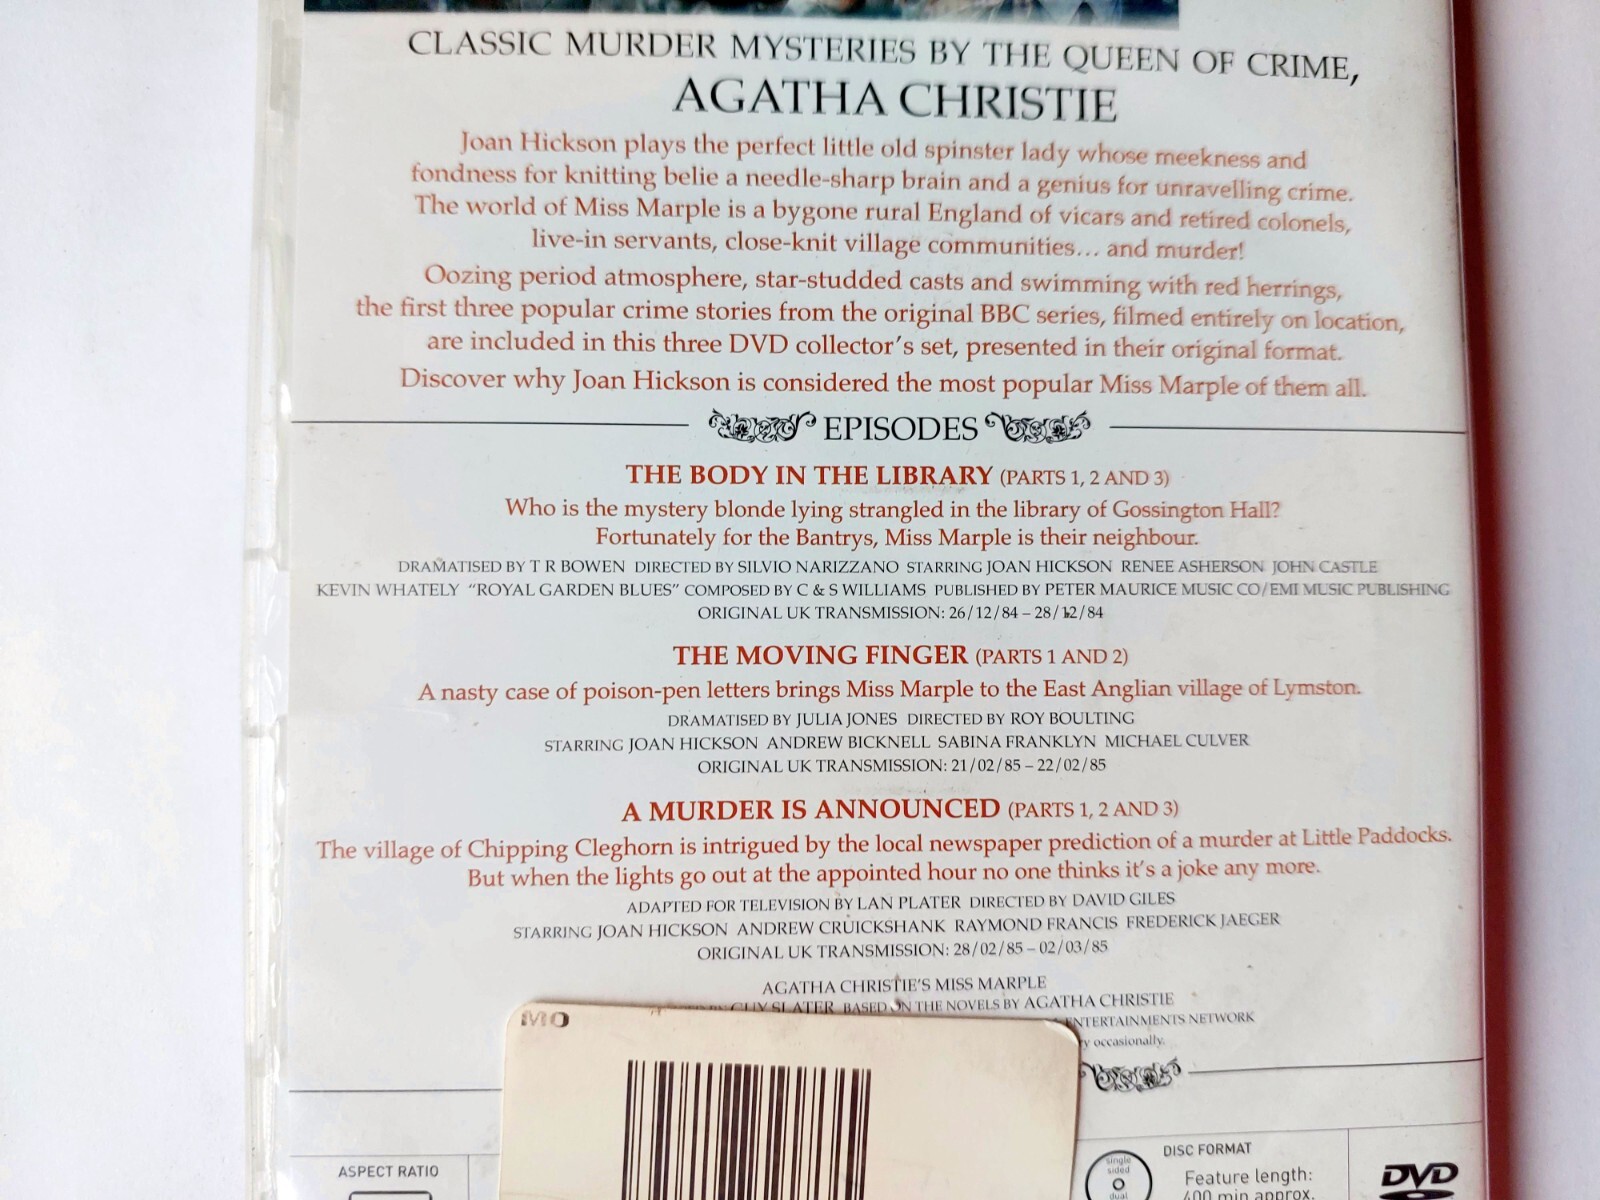 CLASSIC MURDER MYSTERIES BY THE QUEEN OF CRIME,
AGATHA CHRISTIE
Joan Hickson plays the perfect little old spinster lady whose meekness and
fondness for knitting belie a needle-sharp brain and a genius for unravelling crime.
The world of Miss Marple is a bygone rural England of vicars and retired colonels,
live-in servants, close-knit village communities... and murder!
Oozing period atmosphere, star-studded casts and swimming with red herrings,
the first three popular crime stories from the original BBC series, filmed entirely on location,
are included in this three DVD collector's set, presented in their original format.
Discover why Joan Hickson is considered the most popular Miss Marple of them all.
EPISODES
THE BODY IN THE LIBRARY (PARTS 1, 2 AND 3)
Who is the mystery blonde lying strangled in the library of Gossington Hall?
Fortunately for the Bantrys, Miss Marple is their neighbour.
DRAMATISED BY T R BOWEN DIRECTED BY SILVIO NARIZZANO STARRING JOAN HICKSON RENEE ASHERSON JOHN CASTLE
KEVIN WHATELY "ROYAL GARDEN BLUES" COMPOSED BY C & S WILLIAMS PUBLISHED BY PETER MAURICE MUSIC CO/EMI MUSIC PUBLISHING
ORIGINAL UK TRANSMISSION: 26/12/84 – 28/12/84
THE MOVING FINGER (PARTS 1 AND 2)
A nasty case of poison-pen letters brings Miss Marple to the East Anglian village of Lymston.
DRAMATISED BY JULIA JONES DIRECTED BY ROY BOULTING
STARRING JOAN HICKSON ANDREW BICKNELL SABINA FRANKLYN MICHAEL CULVER
ORIGINAL UK TRANSMISSION: 21/02/85 – 22/02/85
A MURDER IS ANNOUNCED (PARTS 1, 2 AND 3)
The village of Chipping Cleghorn is intrigued by the local newspaper prediction of a murder at Little Paddocks.
But when the lights go out at the appointed hour no one thinks it's a joke any more.
ADAPTED FOR TELEVISION BY LAN PLATER DIRECTED BY DAVID GILES
STARRING JOAN HICKSON ANDREW CRUICKSHANK RAYMOND FRANCIS FREDERICK JAEGER
ORIGINAL UK TRANSMISSION: 28/02/85 – 02/03/85
AGATHA CHRISTIE'S MISS MARPLE
GUY SLATER BASED ON THE NOVELS BY AGATHA CHRISTIE
ENTERTAINMENTS NETWORK
occasionally.
MO
ASPECT RATIO
single
sided
dual
DISC FORMAT
Feature length:
400 min approx.
DVD